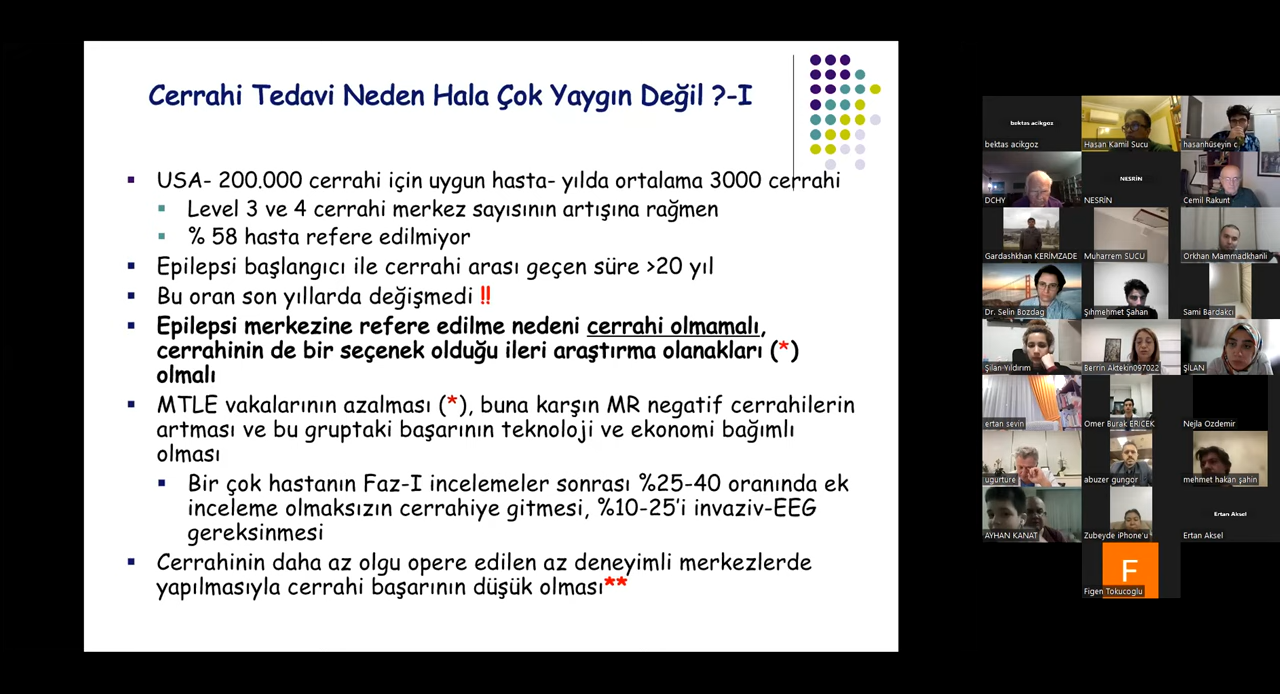 Cerrahi Tedavi Neden Hala Çok Yaygın Değil ?-I
USA- 200.000 cerrahi için uygun hasta- yılda ortalama 3000 cerrahi
Level 3 ve 4 cerrahi merkez sayısının artışına rağmen
% 58 hasta refere edilmiyor
Epilepsi başlangıcı ile cerrahi arası geçen süre >20 yıl
Bu oran son yıllarda değişmedi !!
Epilepsi merkezine refere edilme nedeni cerrahi olmamalı,
cerrahinin de bir seçenek olduğu ileri araştırma olanakları (*)
olmalı
MTLE vakalarının azalması (*), buna karşın MR negatif cerrahilerin
artması ve bu gruptaki başarının teknoloji ve ekonomi bağımlı
olması
Bir çok hastanın Faz-I incelemeler sonrası %25-40 oranında ek
inceleme olmaksızın cerrahiye gitmesi, %10-25'i invaziv-EEG
gereksinmesi
Cerrahinin daha az olgu opere edilen az deneyimli merkezlerde
yapılmasıyla cerrahi başarının düşük olması**
bektas acikgoz
bektas acikgoz
Hasan Kamil Sucu
hasanhüseyin c
NESRİN
DCHY
NESRİN
Cemil Rakunt
Gardashkhan KERİMZADE
Muharrem SUCU
Orkhan Mammadkhanli
Dr. Selin Bozdag
Şıhmehmet Şahan
Sami Bardakcı
Şilan Yıldırım
Berrin Aktekin097022
ŞİLAN
ertan sevin
Omer Burak ERICEK
Nejla Ozdemir
ugurture
abuzer gungor
mehmet hakan şahin
Ertan Aksel
AYHAN KANAT
Zubeyde iPhone'u
Ertan Aksel
F
Figen Tokucoglu